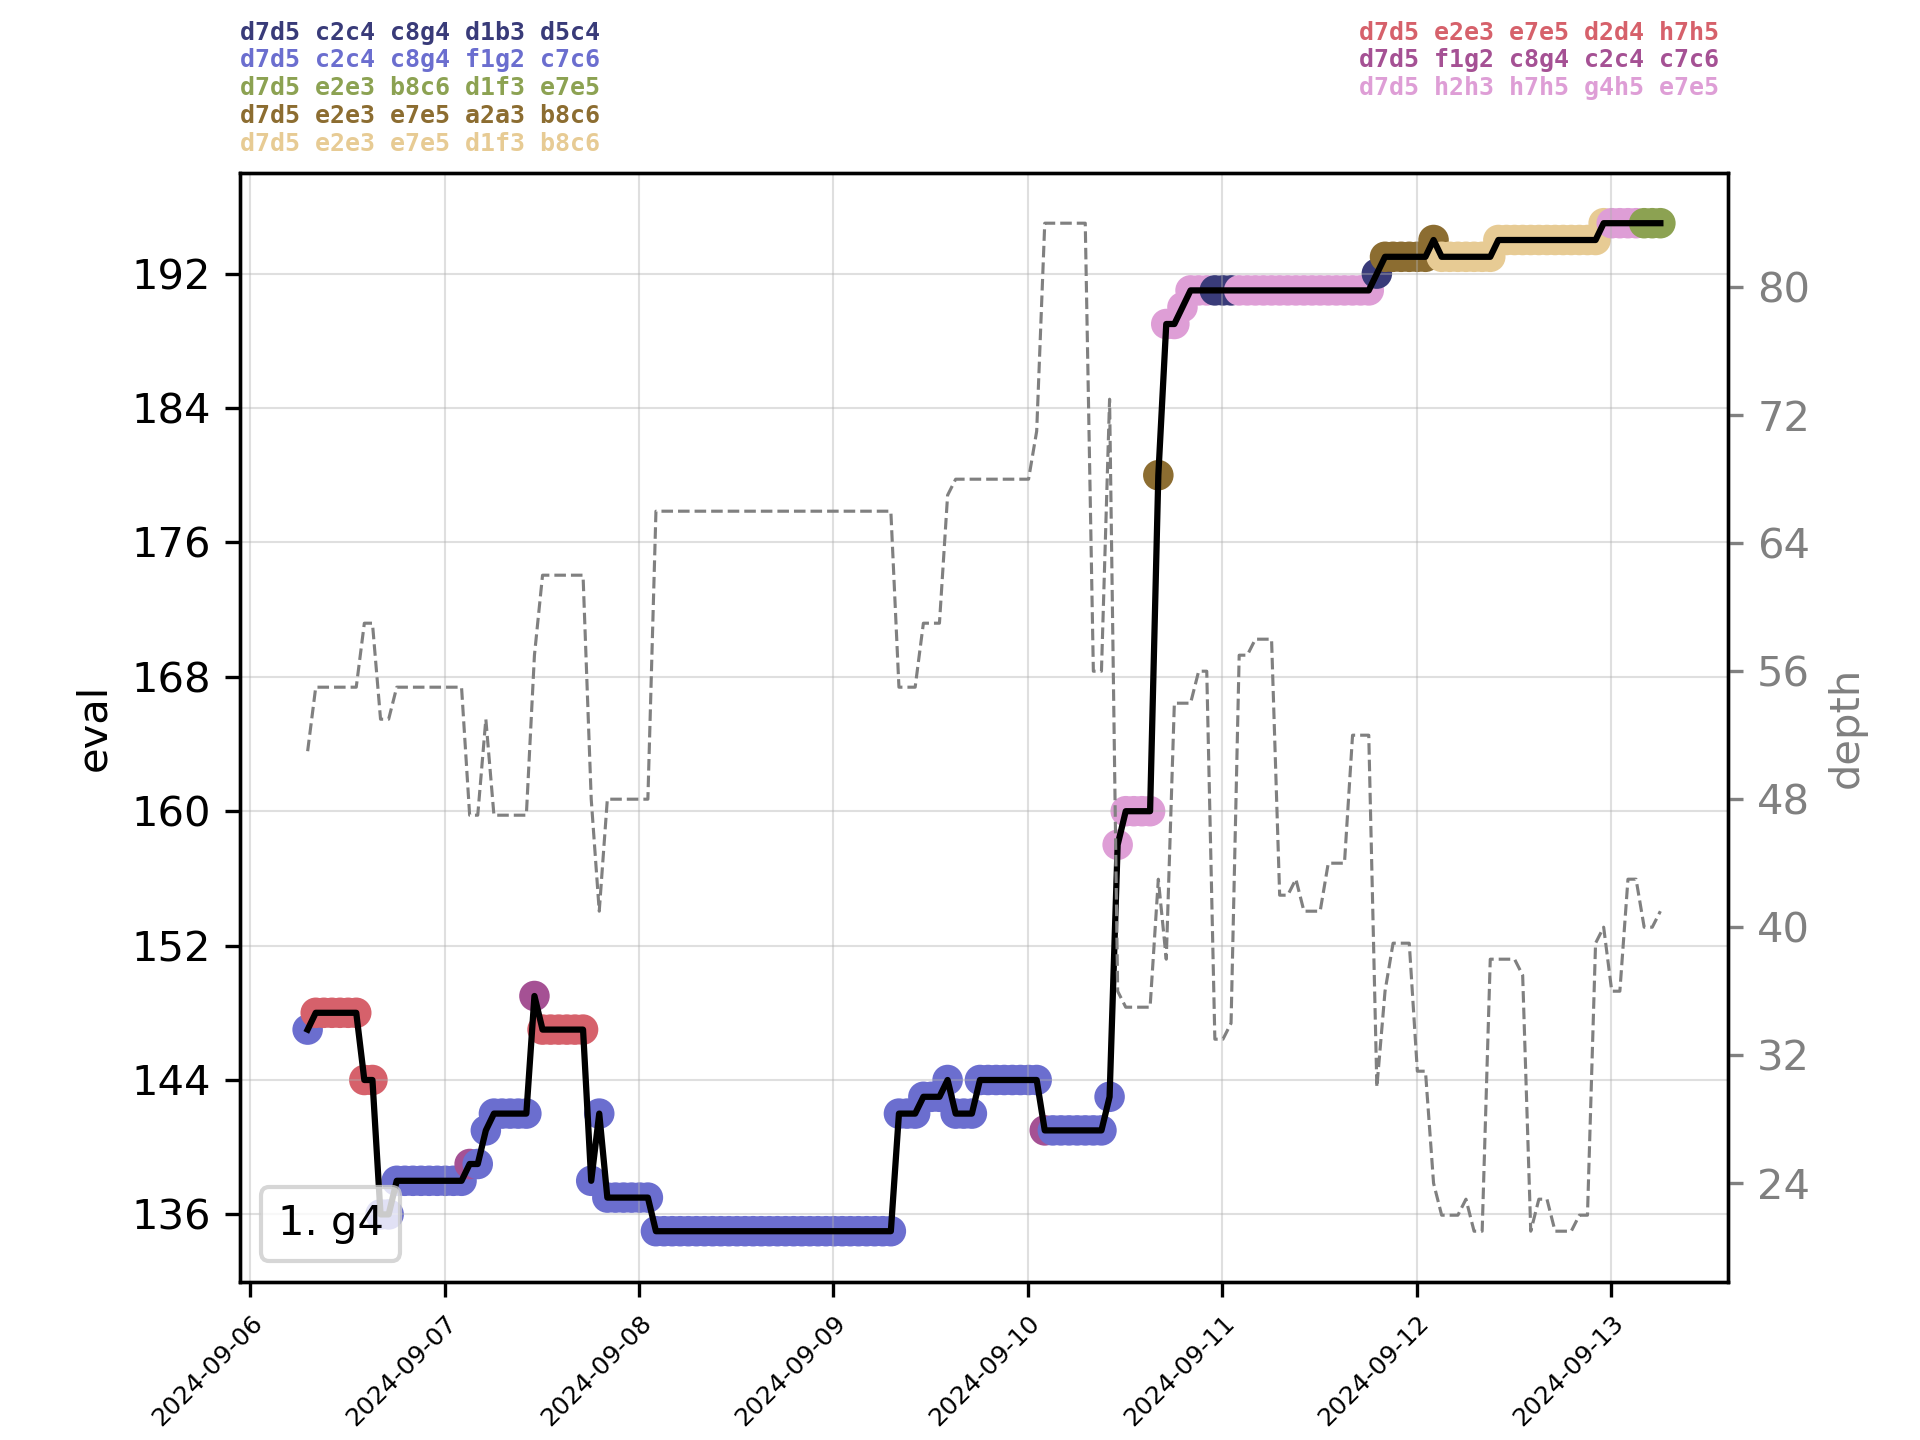 d7d5 c2c4 c8g4 d1b3 d5c4
d7d5 c2c4 c8g4 f1g2 c7c6
d7d5 e2e3 b8c6 d1f3 e7e5
d7d5 e2e3 e7e5 a2a3 b8c6
d7d5 e2e3 e7e5 d1f3 b8c6
d7d5 e2e3 e7e5 d2d4 h7h5
d7d5 f1g2 c8g4 c2c4 c7c6
d7d5 h2h3 h7h5 g4h5 e7e5
eval
192
184
176
168
160
152
144
136
1. g4
80
72
64
56
48
40
32
24
depth
2024-09-06
2024-09-07
2024-09-08
2024-09-09
2024-09-10
2024-09-11
2024-09-12
2024-09-13